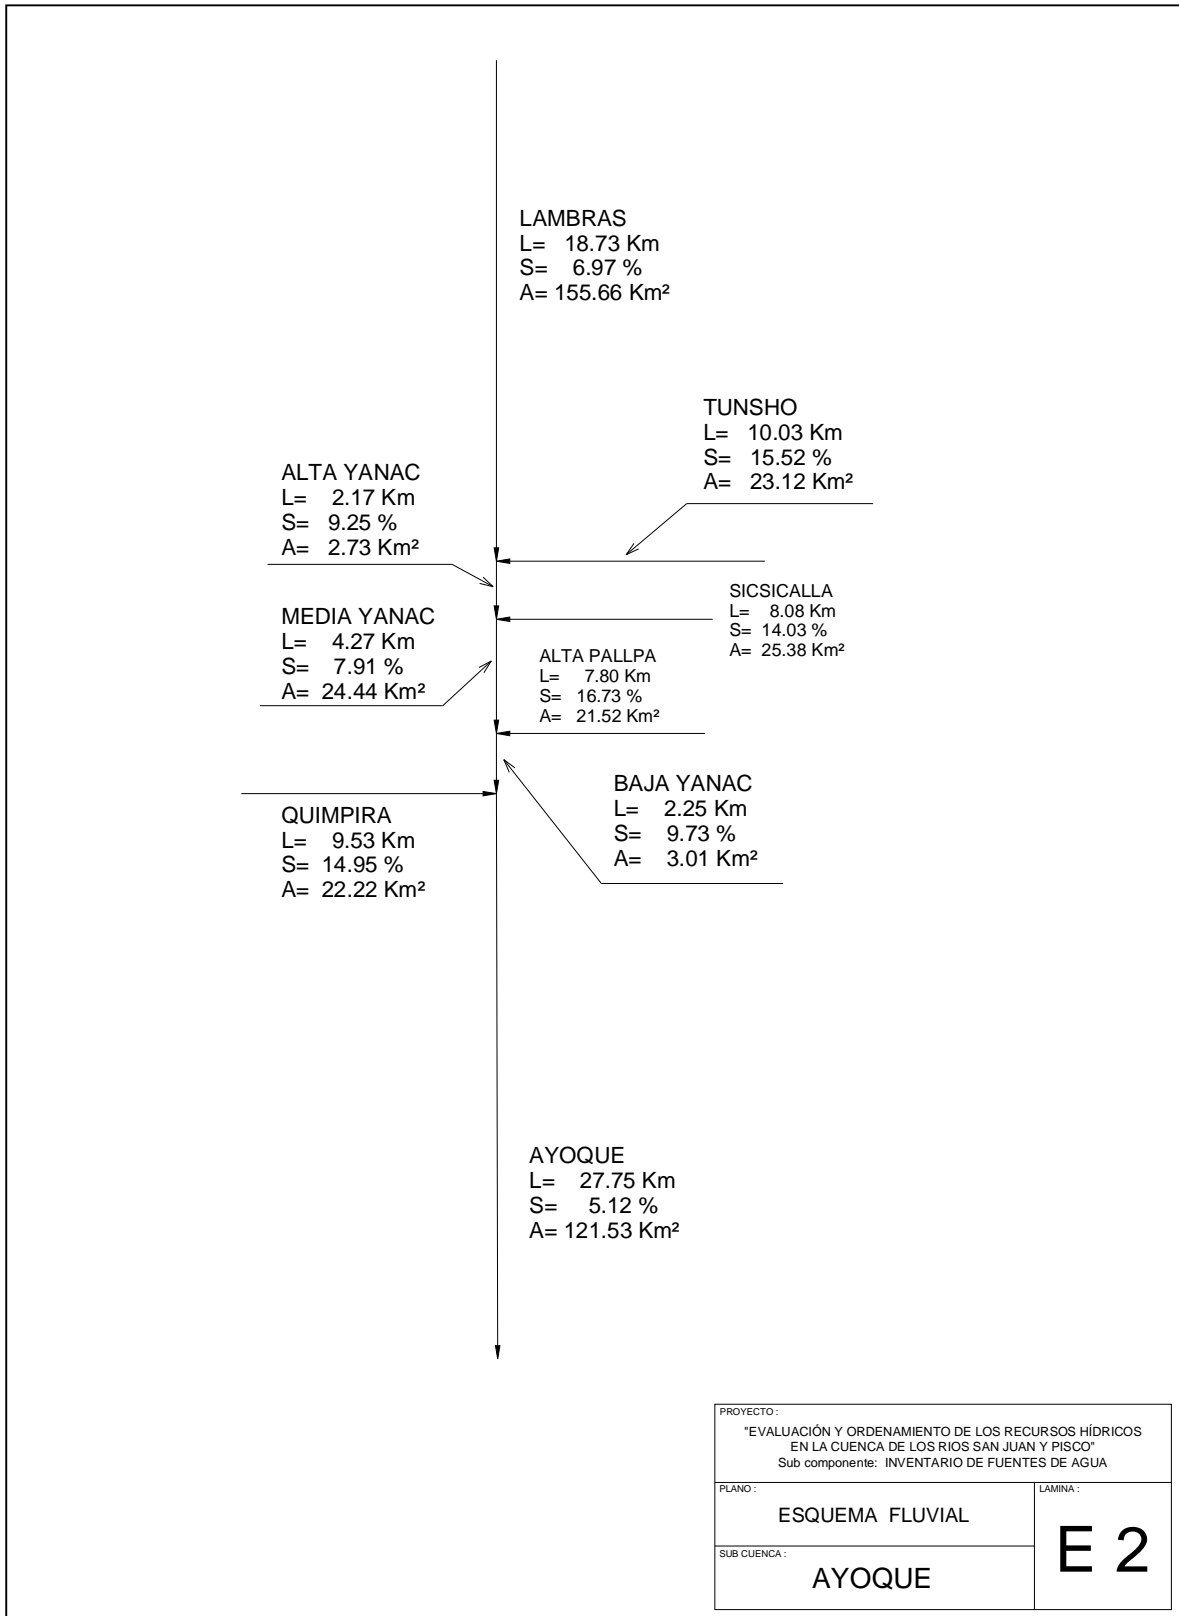 LAMBRAS
L= 18.73 Km
S= 6.97 %
A= 155.66 Km²
TUNSHO
L= 10.03 Km
S= 15.52 %
A= 23.12 Km²
ALTA YANAC
L= 2.17 Km
S= 9.25 %
A= 2.73 Km²
SICSICALLA
L= 8.08 Km
S= 14.03 %
A= 25.38 Km²
MEDIA YANAC
L= 4.27 Km
S= 7.91 %
A= 24.44 Km²
ALTA PALLPA
L= 7.80 Km
S= 16.73 %
A= 21.52 Km²
BAJA YANAC
L= 2.25 Km
S= 9.73 %
A= 3.01 Km²
QUIMPIRA
L= 9.53 Km
S= 14.95 %
A= 22.22 Km²
AYOQUE
L= 27.75 Km
S= 5.12 %
A= 121.53 Km²
PROYECTO :
"EVALUACIÓN Y ORDENAMIENTO DE LOS RECURSOS HÍDRICOS
EN LA CUENCA DE LOS RIOS SAN JUAN Y PISCO"
Sub componente: INVENTARIO DE FUENTES DE AGUA
PLANO :
ESQUEMA FLUVIAL
LAMINA :
E 2
SUB CUENCA :
AYOQUE